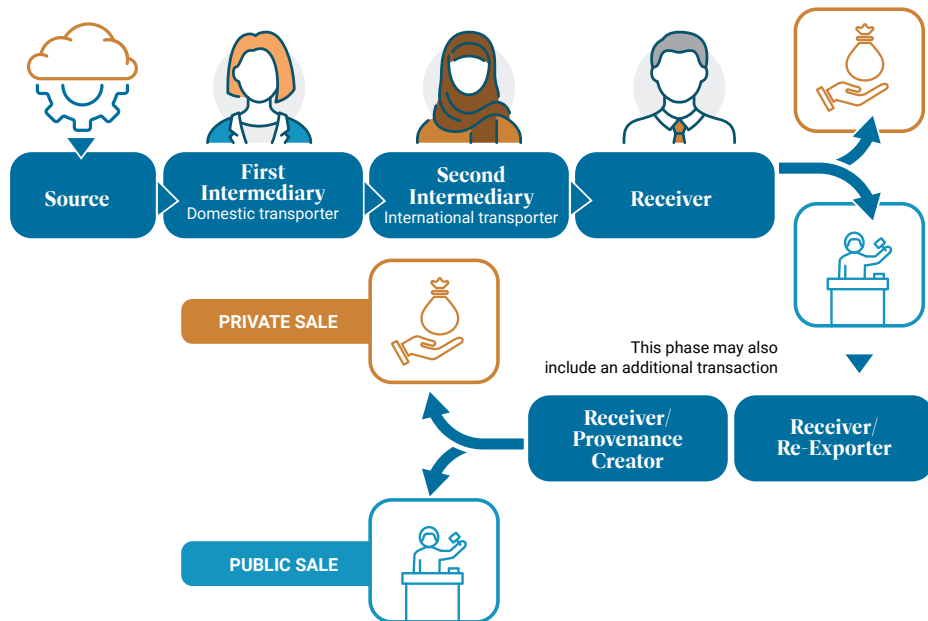 Source
First
Intermediary
Domestic transporter
Second
Intermediary
International transporter
Receiver
PRIVATE SALE
This phase may also
include an additional transaction
Receiver/
Provenance
Creator
Receiver/
Re-Exporter
PUBLIC SALE